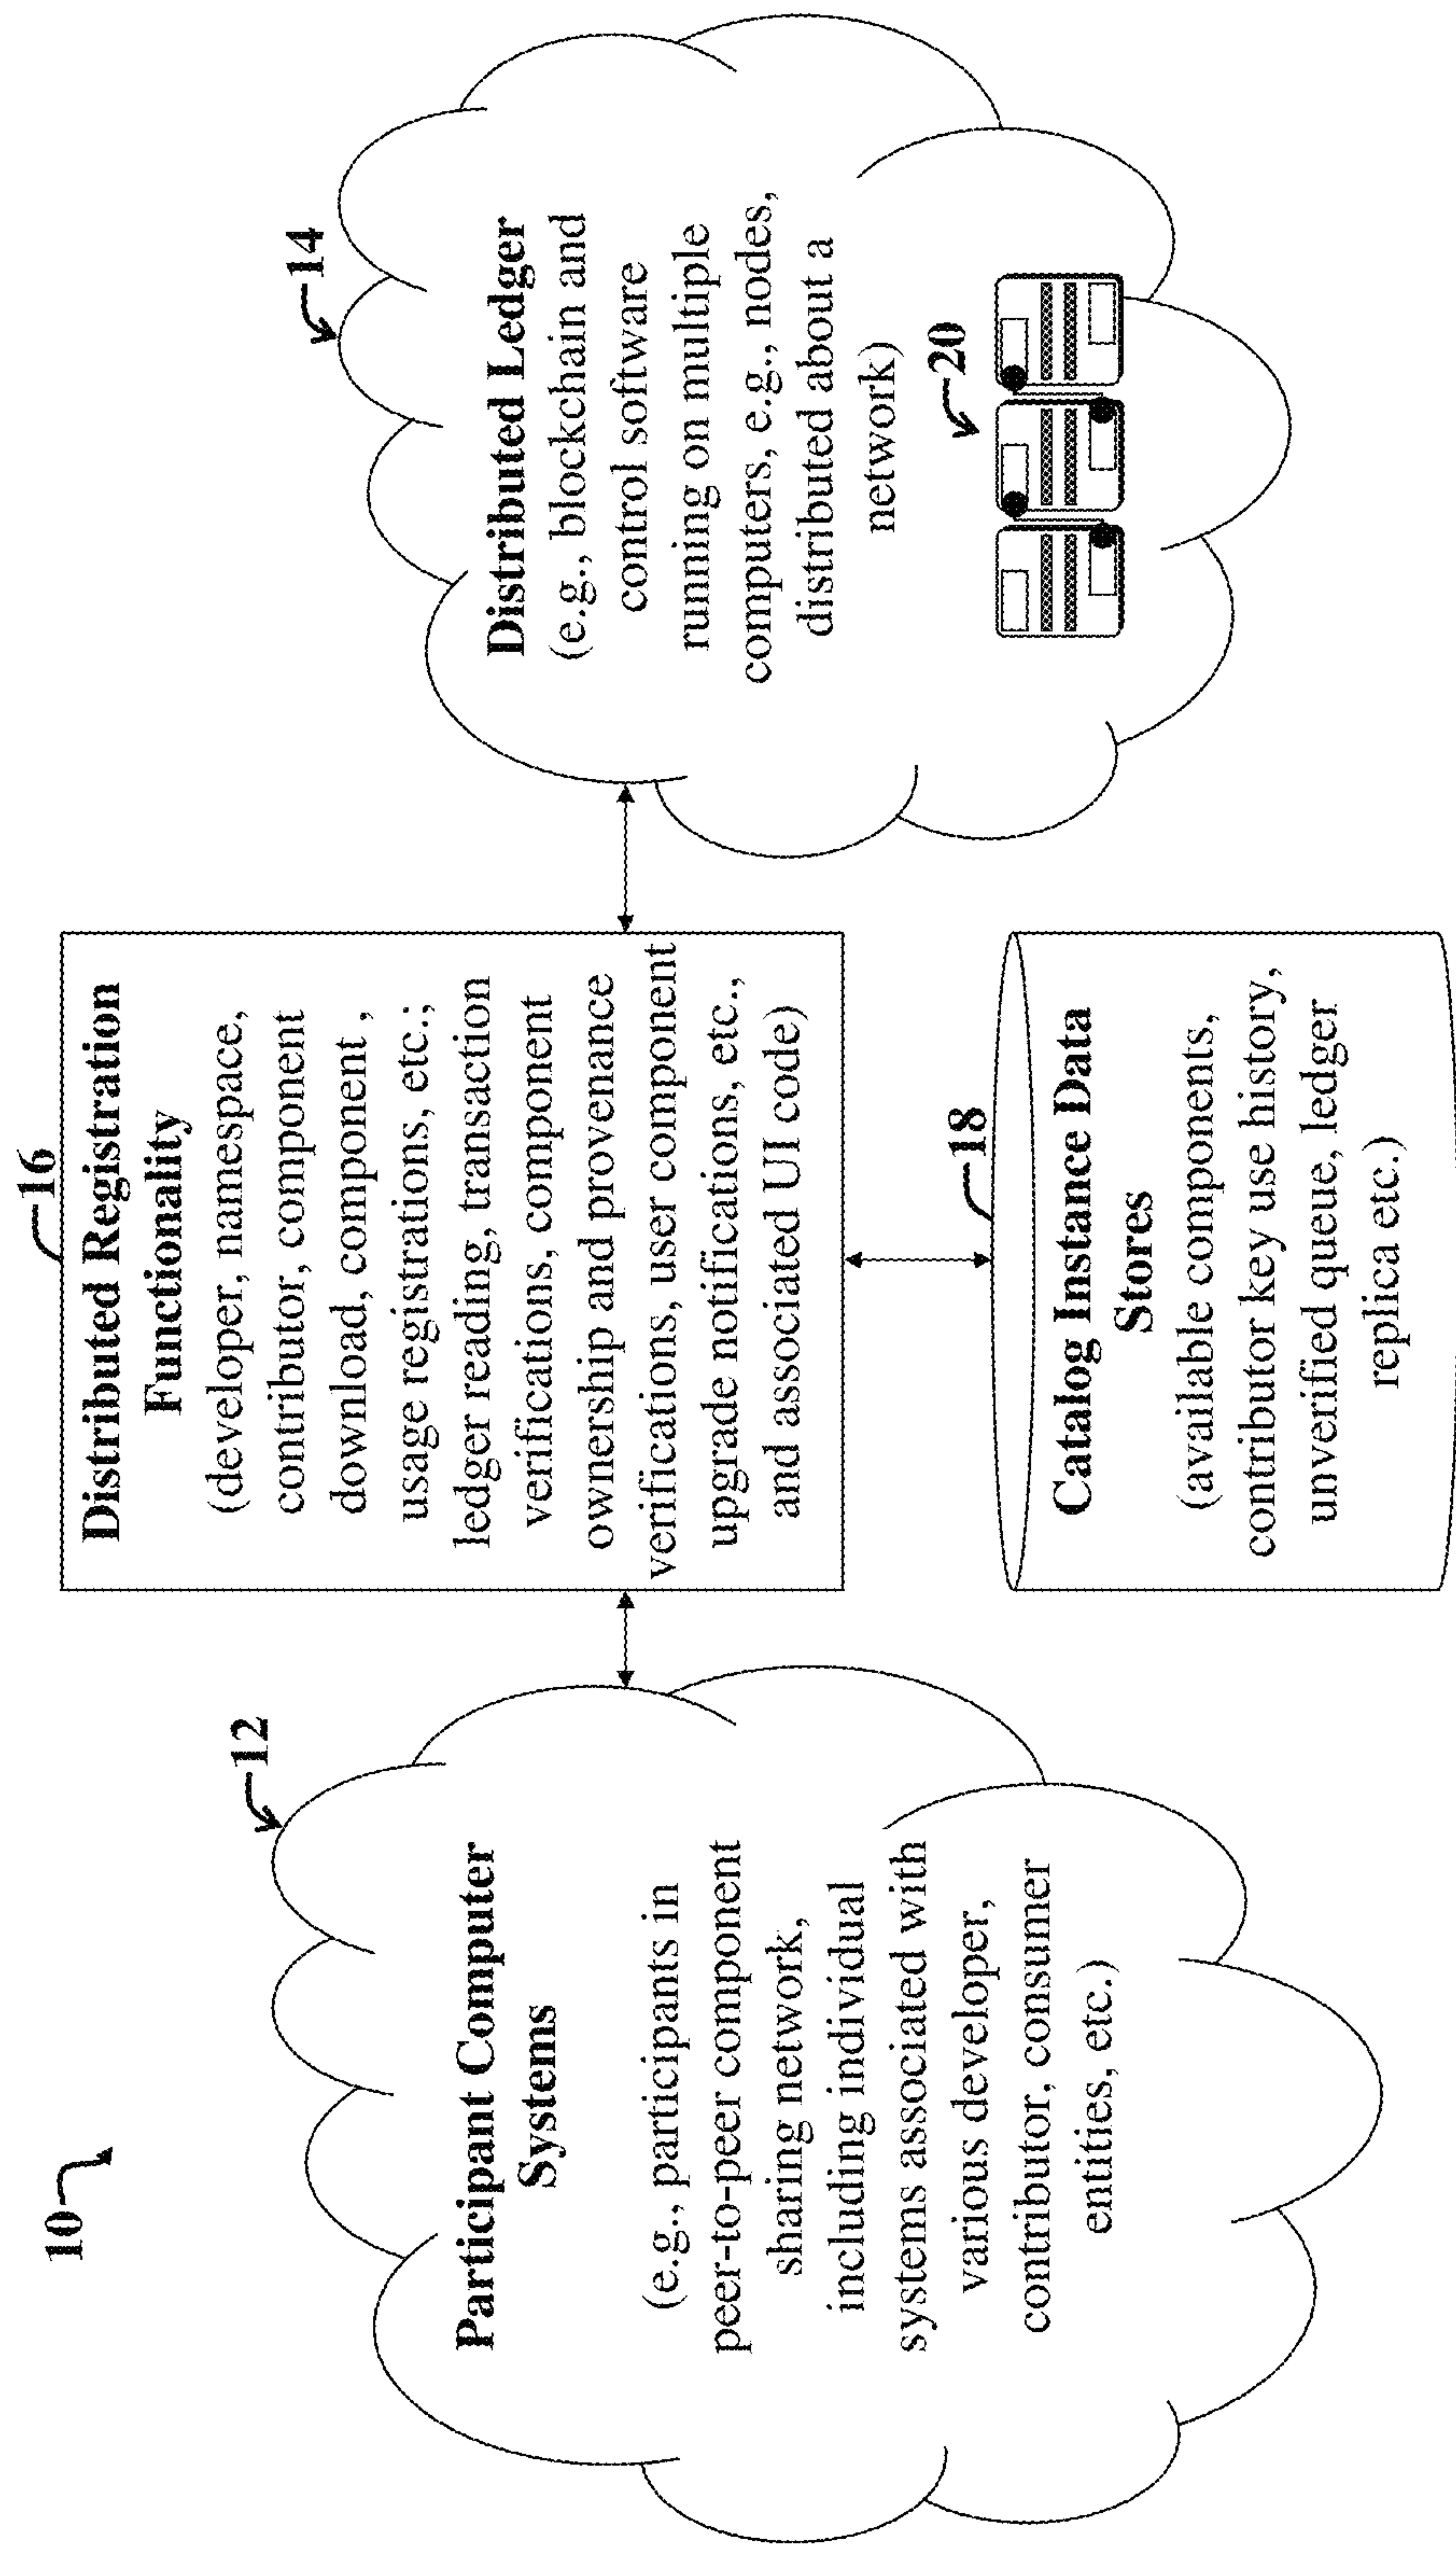 10
12
Participant Computer
Systems
(e.g., participants in
peer-to-peer component
sharing network,
including individual
systems associated with
various developer,
contributor, consumer
entities, etc.)
16
Distributed Registration
Functionality
(developer, namespace,
contributor, component
download, component ,
usage registrations, etc.;
ledger reading, transaction
verifications, component
ownership and provenance
verifications, user component
upgrade notifications, etc.,
and associated UI code)
18
Catalog Instance Data
Stores
(available components,
contributor key use history,
unverified queue, ledger
replica etc.)
14
Distributed Ledger
(e.g., blockchain and
control software
running on multiple
computers, e.g., nodes,
distributed about a
network)
20